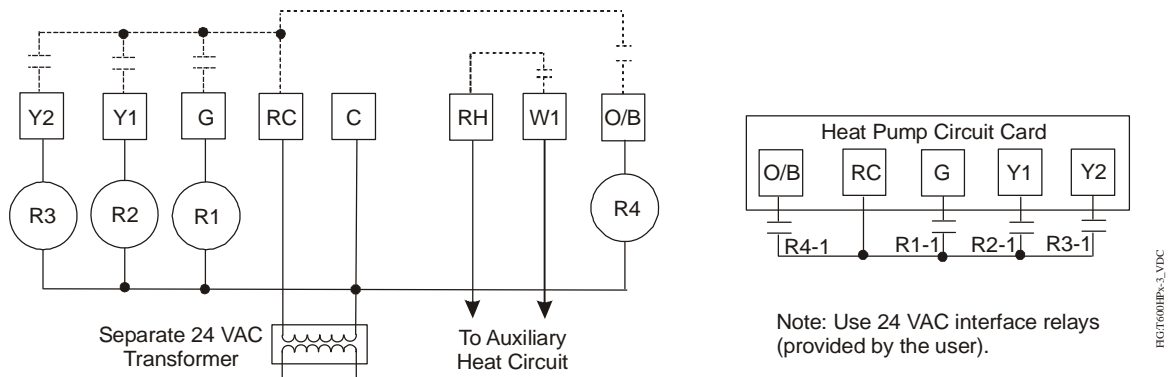 Y2 Y1 G RC C RH W1 O/B
R3 R2 R1 R4
Separate 24 VAC
Transformer
To Auxiliary
Heat Circuit
Heat Pump Circuit Card
O/B RC G Y1 Y2
R4-1 R1-1 R2-1 R3-1
Note: Use 24 VAC interface relays
(provided by the user).
FIG:T600HPx-3_VDC